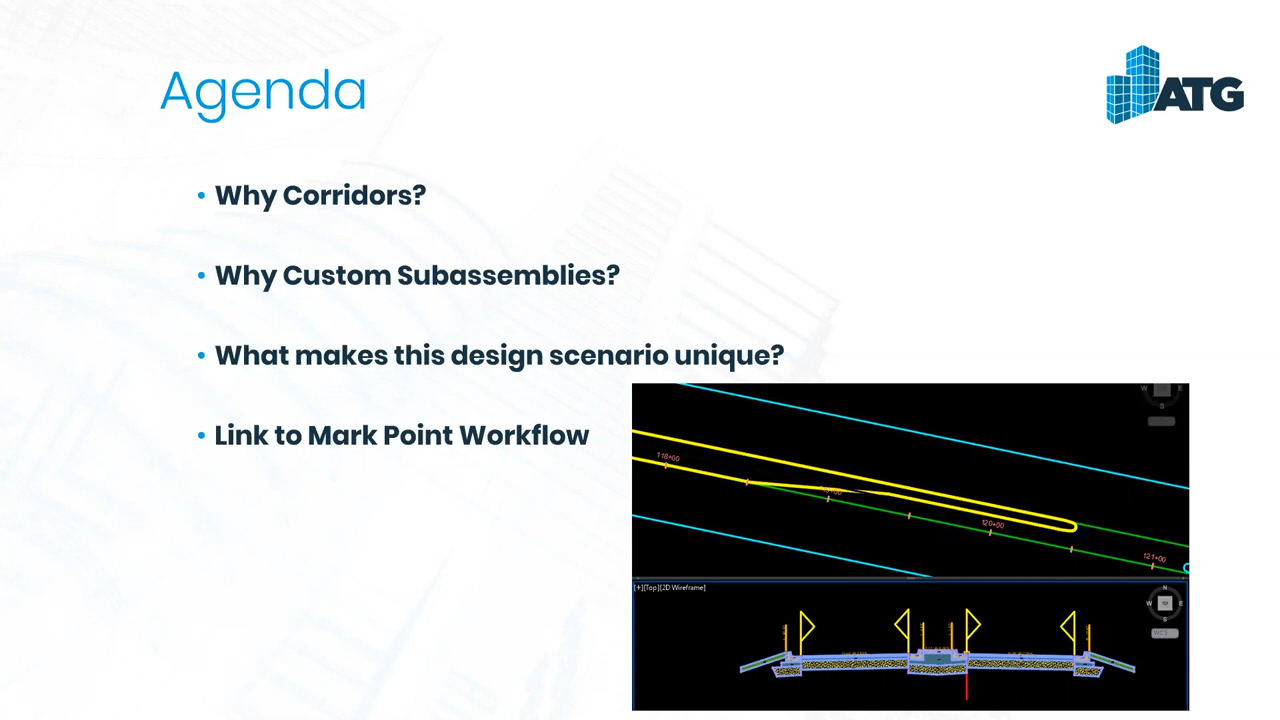 Agenda
ATG
• Why Corridors?
• Why Custom Subassemblies?
• What makes this design scenario unique?
• Link to Mark Point Workflow
W E
S
118+00
120+00
121+00
[+][Top][2D Wireframe]
N
W E
S
WCS